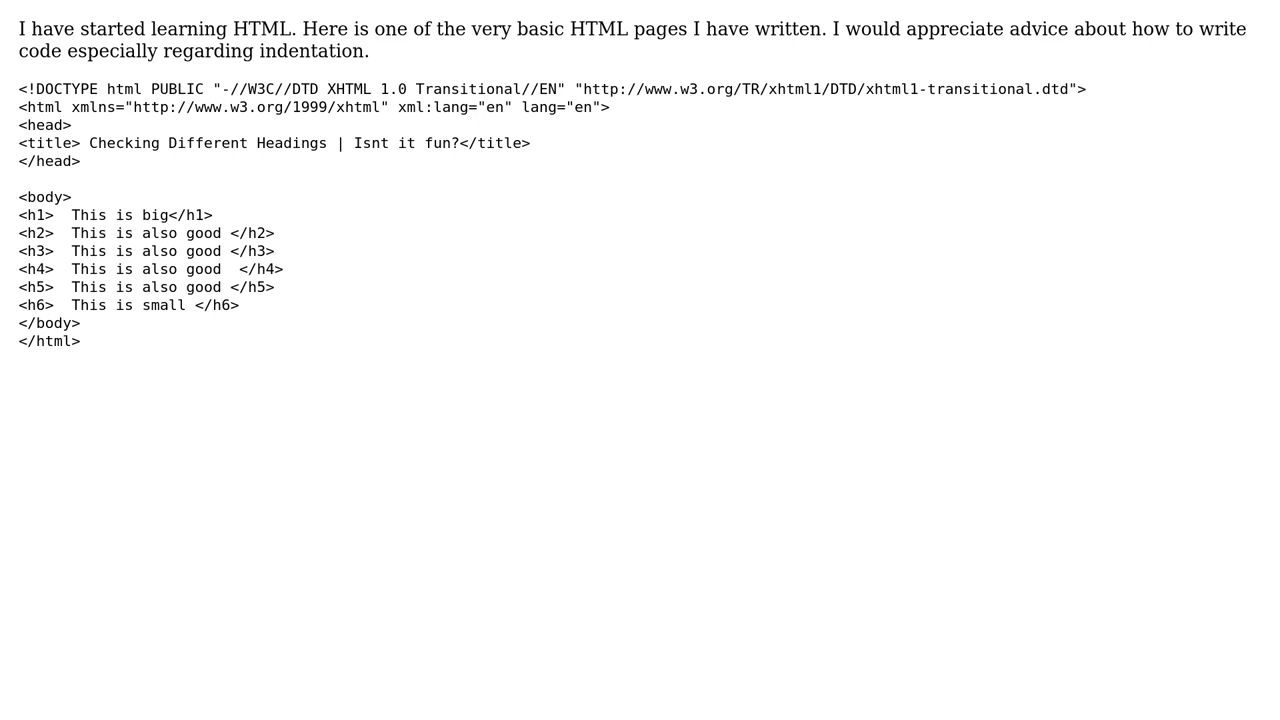 I have started learning HTML. Here is one of the very basic HTML pages I have written. I would appreciate advice about how to write
code especially regarding indentation.
<!DOCTYPE html PUBLIC "-//W3C//DTD XHTML 1.0 Transitional//EN" "http://www.w3.org/TR/xhtml1/DTD/xhtml1-transitional.dtd">
<html xmlns="http://www.w3.org/1999/xhtml" xml:lang="en" lang="en">
<head>
<title> Checking Different Headings | Isnt it fun?</title>
</head>

<body>
<h1>  This is big</h1>
<h2>  This is also good </h2>
<h3>  This is also good </h3>
<h4>  This is also good  </h4>
<h5>  This is also good </h5>
<h6>  This is small </h6>
</body>
</html>